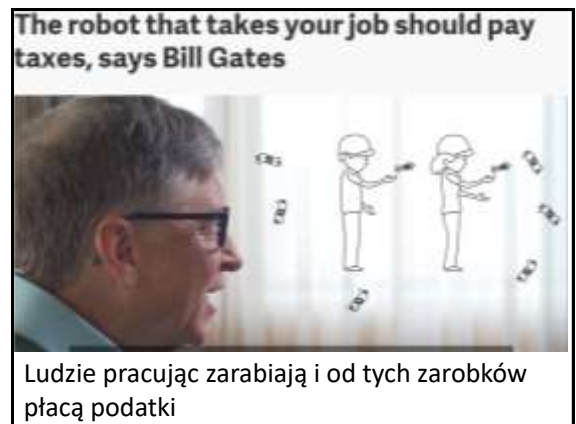 The robot that takes your job should pay
taxes, says Bill Gates
Ludzie pracując zarabiają i od tych zarobków
płacą podatki